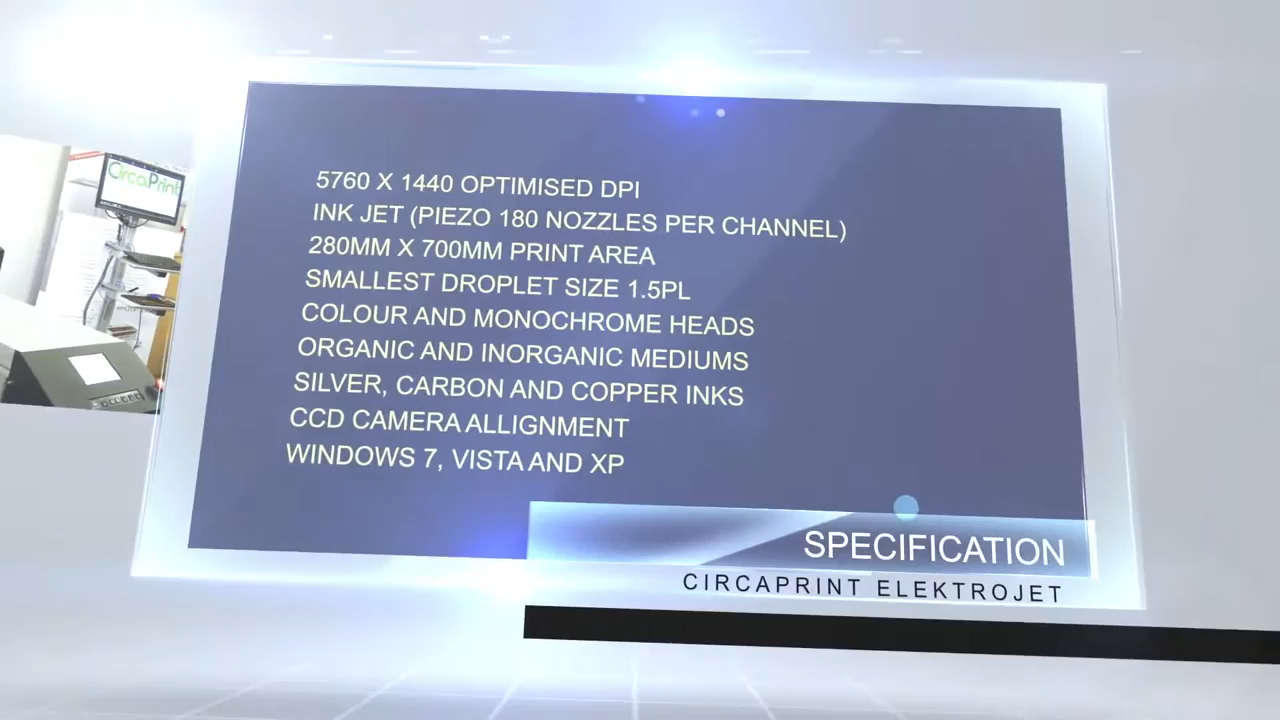 CircaPrint
5760 X 1440 OPTIMISED DPI
INK JET (PIEZO 180 NOZZLES PER CHANNEL)
280MM X 700MM PRINT AREA
SMALLEST DROPLET SIZE 1.5PL
COLOUR AND MONOCHROME HEADS
ORGANIC AND INORGANIC MEDIUMS
SILVER, CARBON AND COPPER INKS
CCD CAMERA ALLIGNMENT
WINDOWS 7, VISTA AND XP
SPECIFICATION
CIRCAPRINT ELEKTROJET